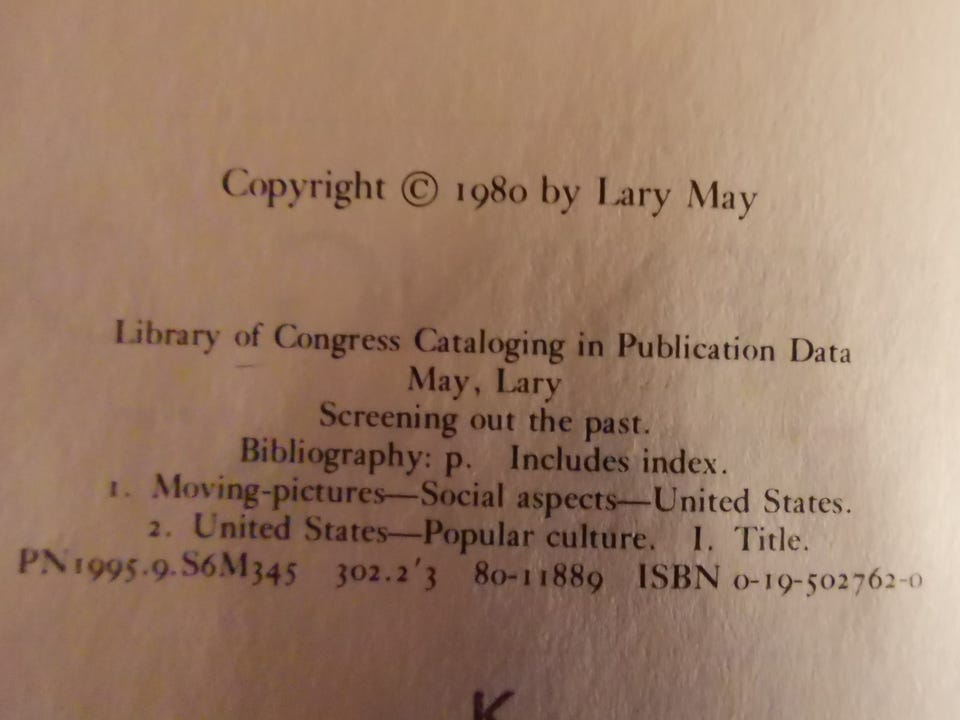 Copyright © 1980 by Lary May
Library of Congress Cataloging in Publication Data
May, Lary
Screening out the past.
Bibliography: p. Includes index.
1. Moving-pictures—Social aspects—United States.
2. United States—Popular culture. I. Title.
PN1995.9.S6M345 302.2'3 80-11889 ISBN 0-19-502762-0
K